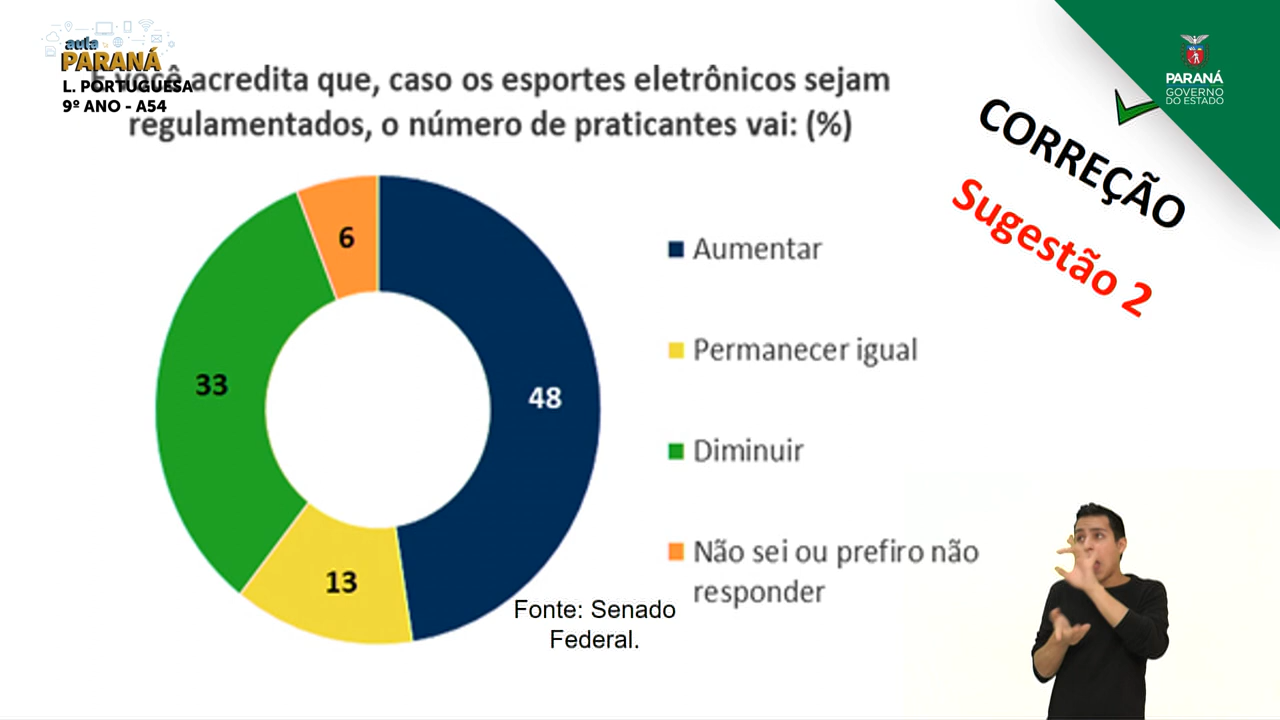 aula
PARANÁ
L. PORTUGUESA
9º ANO - A54
E você acredita que, caso os esportes eletrônicos sejam
regulamentados, o número de praticantes vai: (%)
PARANÁ
GOVERNO
DO ESTADO
CORREÇÃO
Sugestão 2
6
33
48
13
Aumentar
Permanecer igual
Diminuir
Não sei ou prefiro não
responder
Fonte: Senado
Federal.